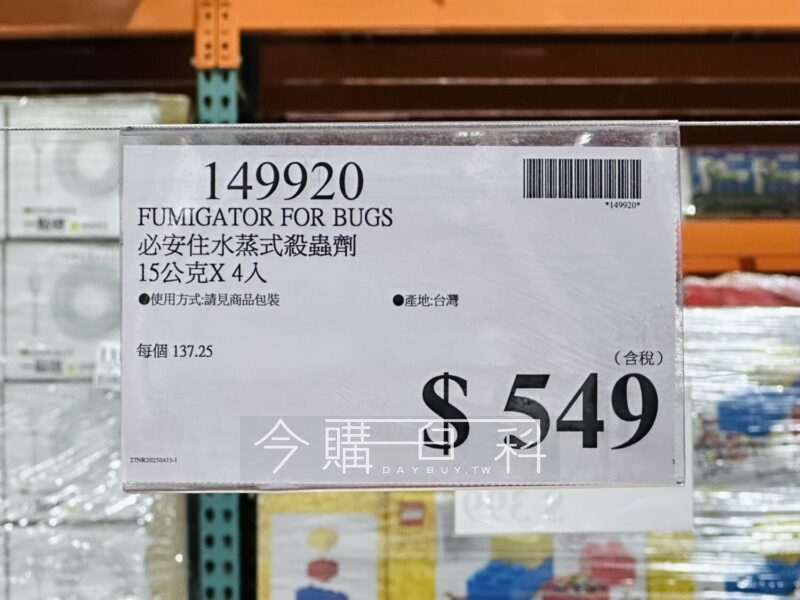 149920
*149920*
FUMIGATOR FOR BUGS
必安住水蒸式殺蟲劑
15公克X 4入
●使用方式:請見商品包裝
●產地:台灣
每個 137.25
(含稅)
$ 549
今購百科
DAYBUY.TW
LEGO